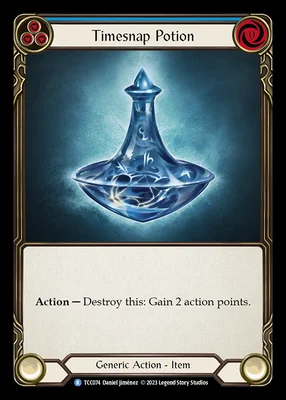 Timesnap Potion
Action — Destroy this: Gain 2 action points.
Generic Action - Item
R TCC074 Daniel Jiménez © 2023 Legend Story Studios